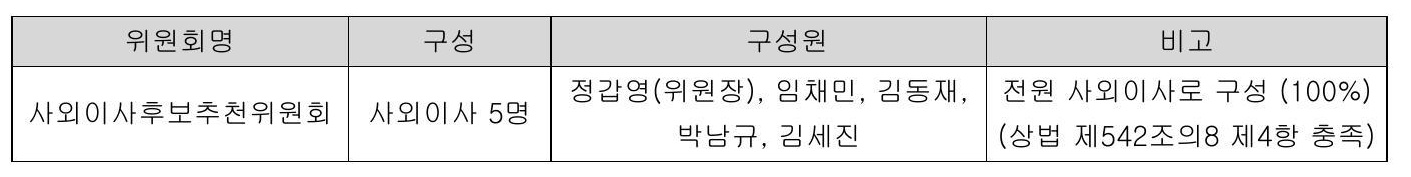 위원회명 구성 구성원 비고
사외이사후보추천위원회 사외이사 5명 정갑영(위원장), 임채민, 김동재, 박남규, 김세진 전원 사외이사로 구성 (100%) (상법 제542조의8 제4항 충족)